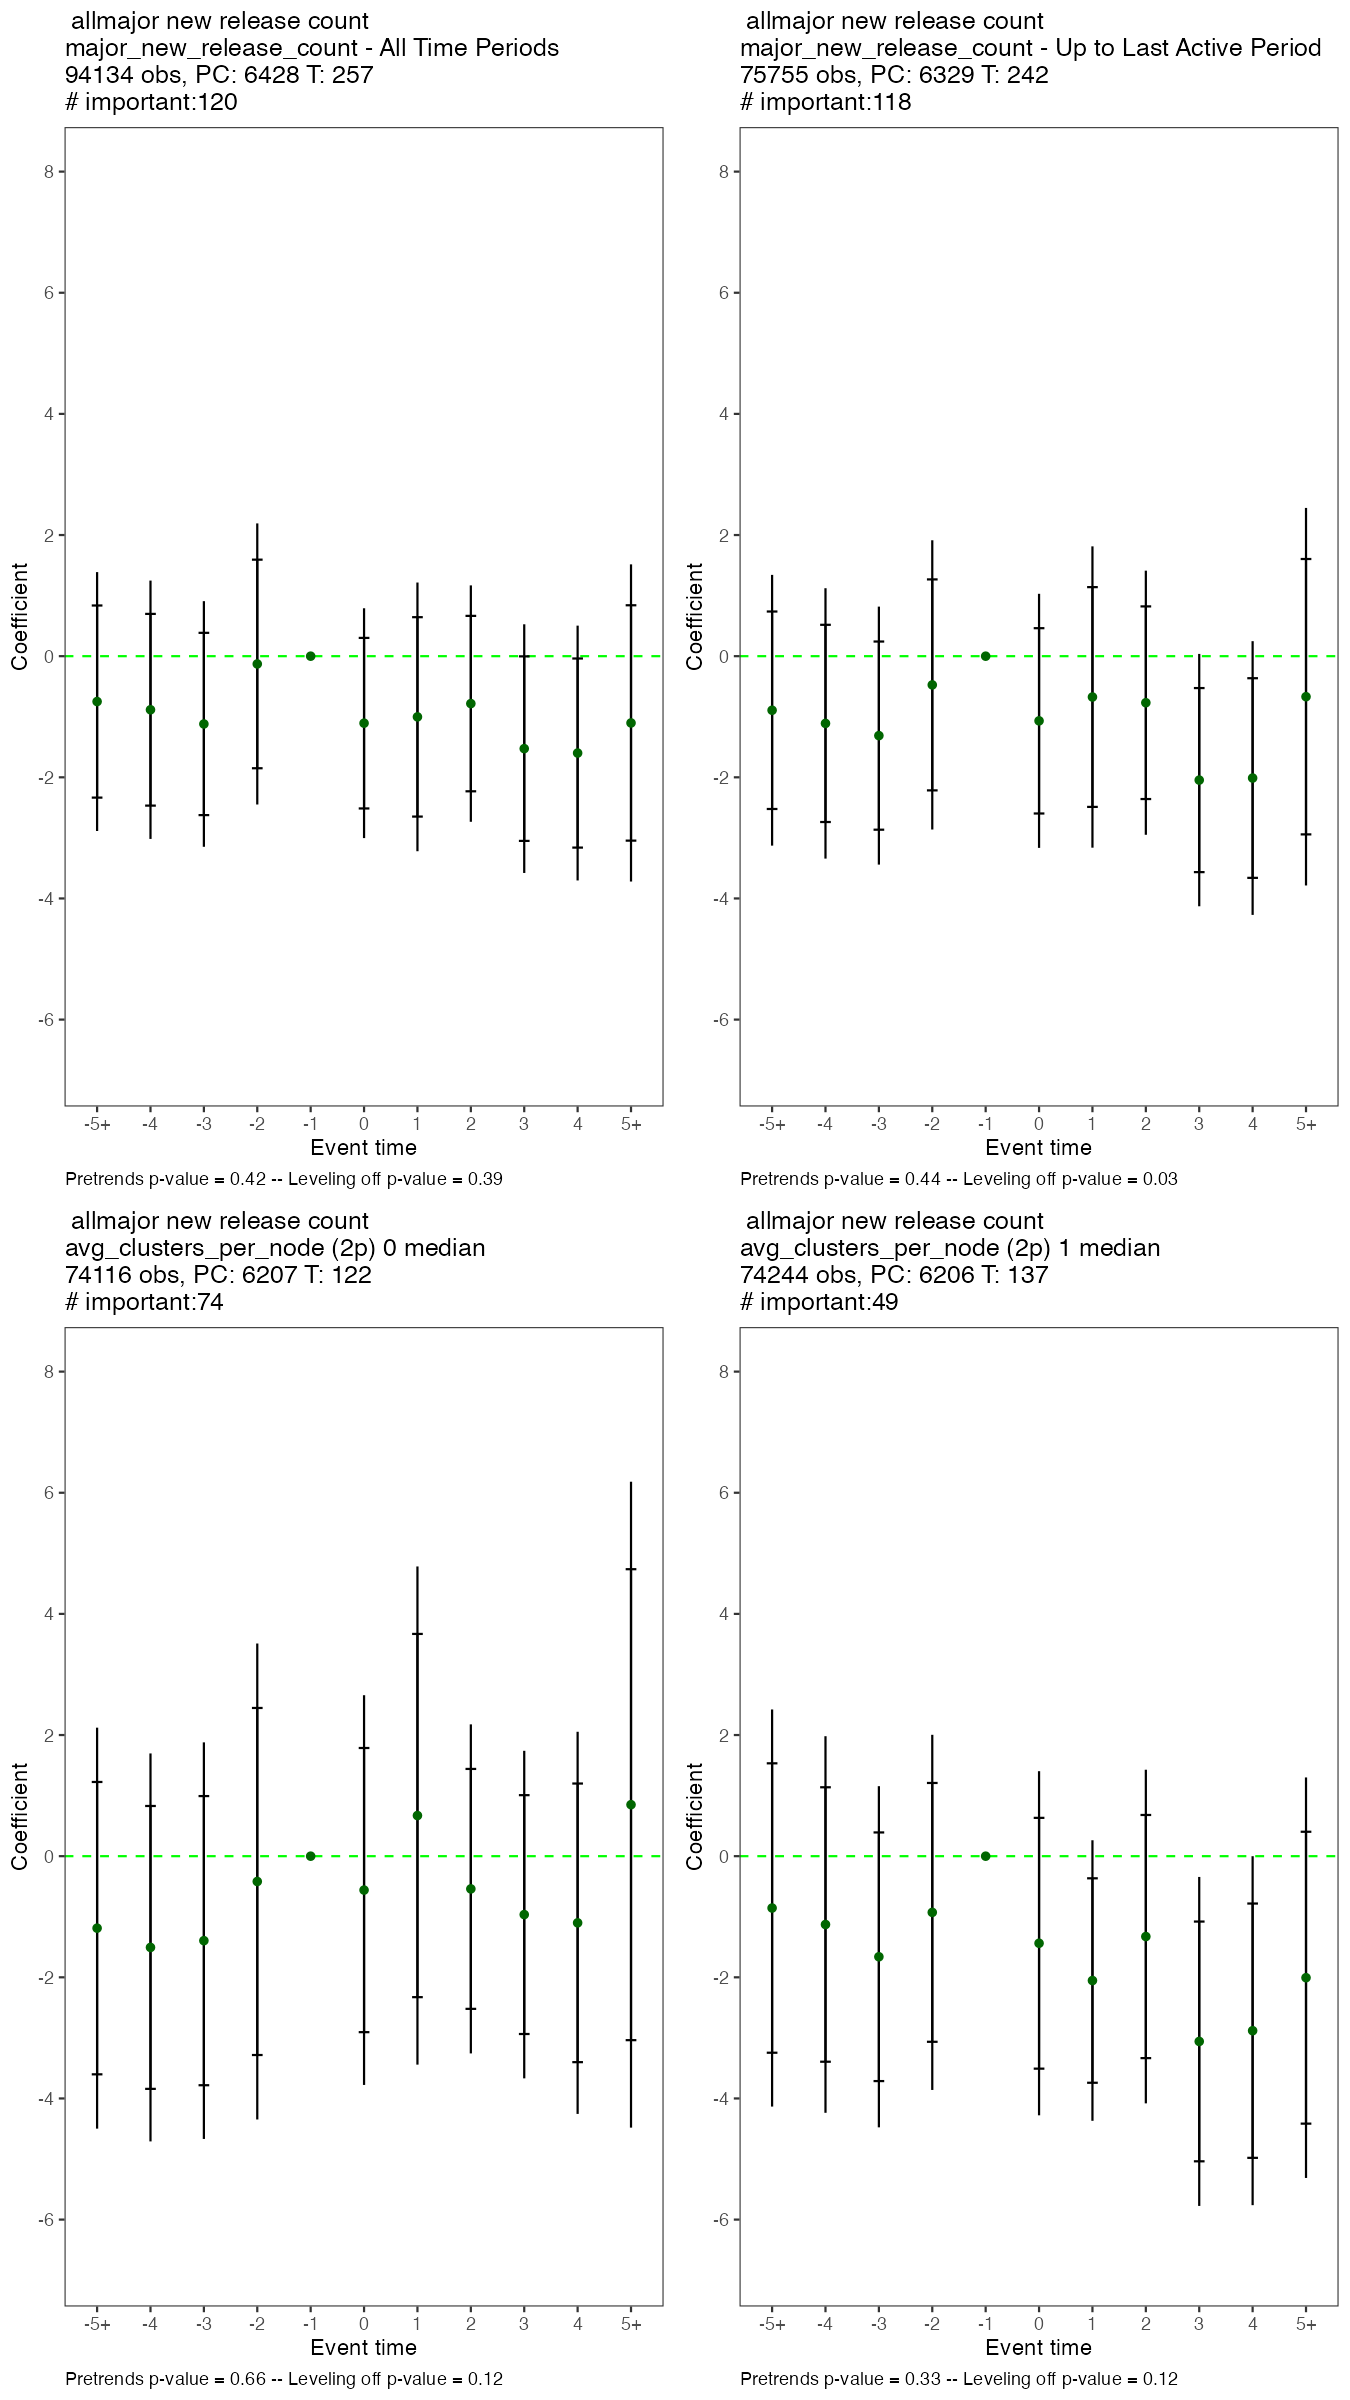 allmajor new release count
major_new_release_count - All Time Periods
94134 obs, PC: 6428 T: 257
# important:120
8
6
4
2
0
-2
-4
-6
Coefficient
-5+ -4 -3 -2 -1 0 1 2 3 4 5+
Event time
Pretrends p-value = 0.42 -- Leveling off p-value = 0.39
allmajor new release count
major_new_release_count - Up to Last Active Period
75755 obs, PC: 6329 T: 242
# important:118
8
6
4
2
0
-2
-4
-6
Coefficient
-5+ -4 -3 -2 -1 0 1 2 3 4 5+
Event time
Pretrends p-value = 0.44 -- Leveling off p-value = 0.03
allmajor new release count
avg_clusters_per_node (2p) 0 median
74116 obs, PC: 6207 T: 122
# important:74
8
6
4
2
0
-2
-4
-6
Coefficient
-5+ -4 -3 -2 -1 0 1 2 3 4 5+
Event time
Pretrends p-value = 0.66 -- Leveling off p-value = 0.12
allmajor new release count
avg_clusters_per_node (2p) 1 median
74244 obs, PC: 6206 T: 137
# important:49
8
6
4
2
0
-2
-4
-6
Coefficient
-5+ -4 -3 -2 -1 0 1 2 3 4 5+
Event time
Pretrends p-value = 0.33 -- Leveling off p-value = 0.12